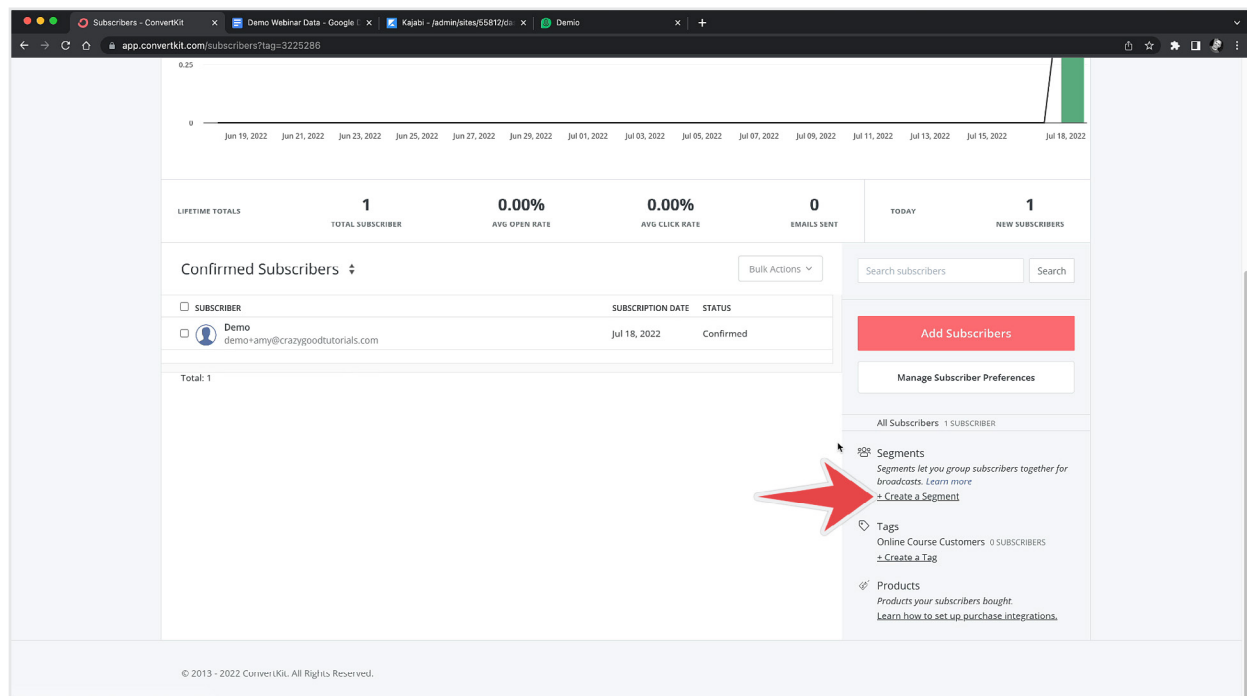 Subscribers - ConvertKit
Demo Webinar Data - Google D
Kajabi - /admin/sites/55812/da
Demio
app.convertkit.com/subscribers?tag=3225286
0.25
0
Jun 19, 2022 Jun 21, 2022 Jun 23, 2022 Jun 25, 2022 Jun 27, 2022 Jun 29, 2022 Jul 01, 2022 Jul 03, 2022 Jul 05, 2022 Jul 07, 2022 Jul 09, 2022 Jul 11, 2022 Jul 13, 2022 Jul 15, 2022 Jul 18, 2022
LIFETIME TOTALS
1
TOTAL SUBSCRIBER
0.00%
AVG OPEN RATE
0.00%
AVG CLICK RATE
0
EMAILS SENT
TODAY
1
NEW SUBSCRIBERS
Confirmed Subscribers
Bulk Actions
SUBSCRIBER SUBSCRIPTION DATE STATUS
Demo
demo+amy@crazygoodtutorials.com
Jul 18, 2022 Confirmed
Total: 1
Search subscribers
Search
Add Subscribers
Manage Subscriber Preferences
All Subscribers 1 SUBSCRIBER
Segments
Segments let you group subscribers together for
broadcasts. Learn more
+ Create a Segment
Tags
Online Course Customers 0 SUBSCRIBERS
+ Create a Tag
Products
Products your subscribers bought.
Learn how to set up purchase integrations.
© 2013 - 2022 ConvertKit. All Rights Reserved.